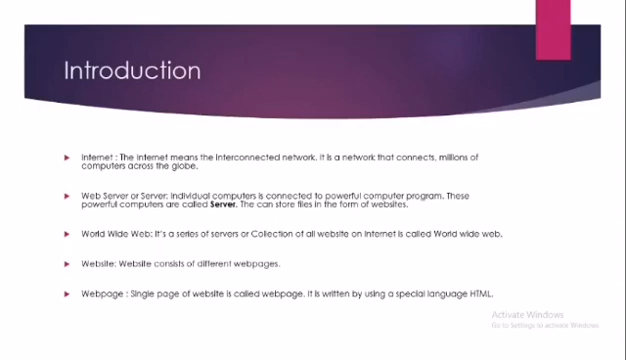 Introduction
Internet : The internet means the interconnected network. It is a network that connects, millions of
computers across the globe.
Web Server or Server: Individual computers is connected to powerful computer program. These
powerful computers are called Server. The can store files in the form of websites.
World Wide Web: It's a series of servers or Collection of all website on Internet is called World wide web.
Website: Website consists of different webpages.
Webpage : Single page of website is called webpage. It is written by using a special language HTML.
Activate Windows
Go to Settings to activate Windows